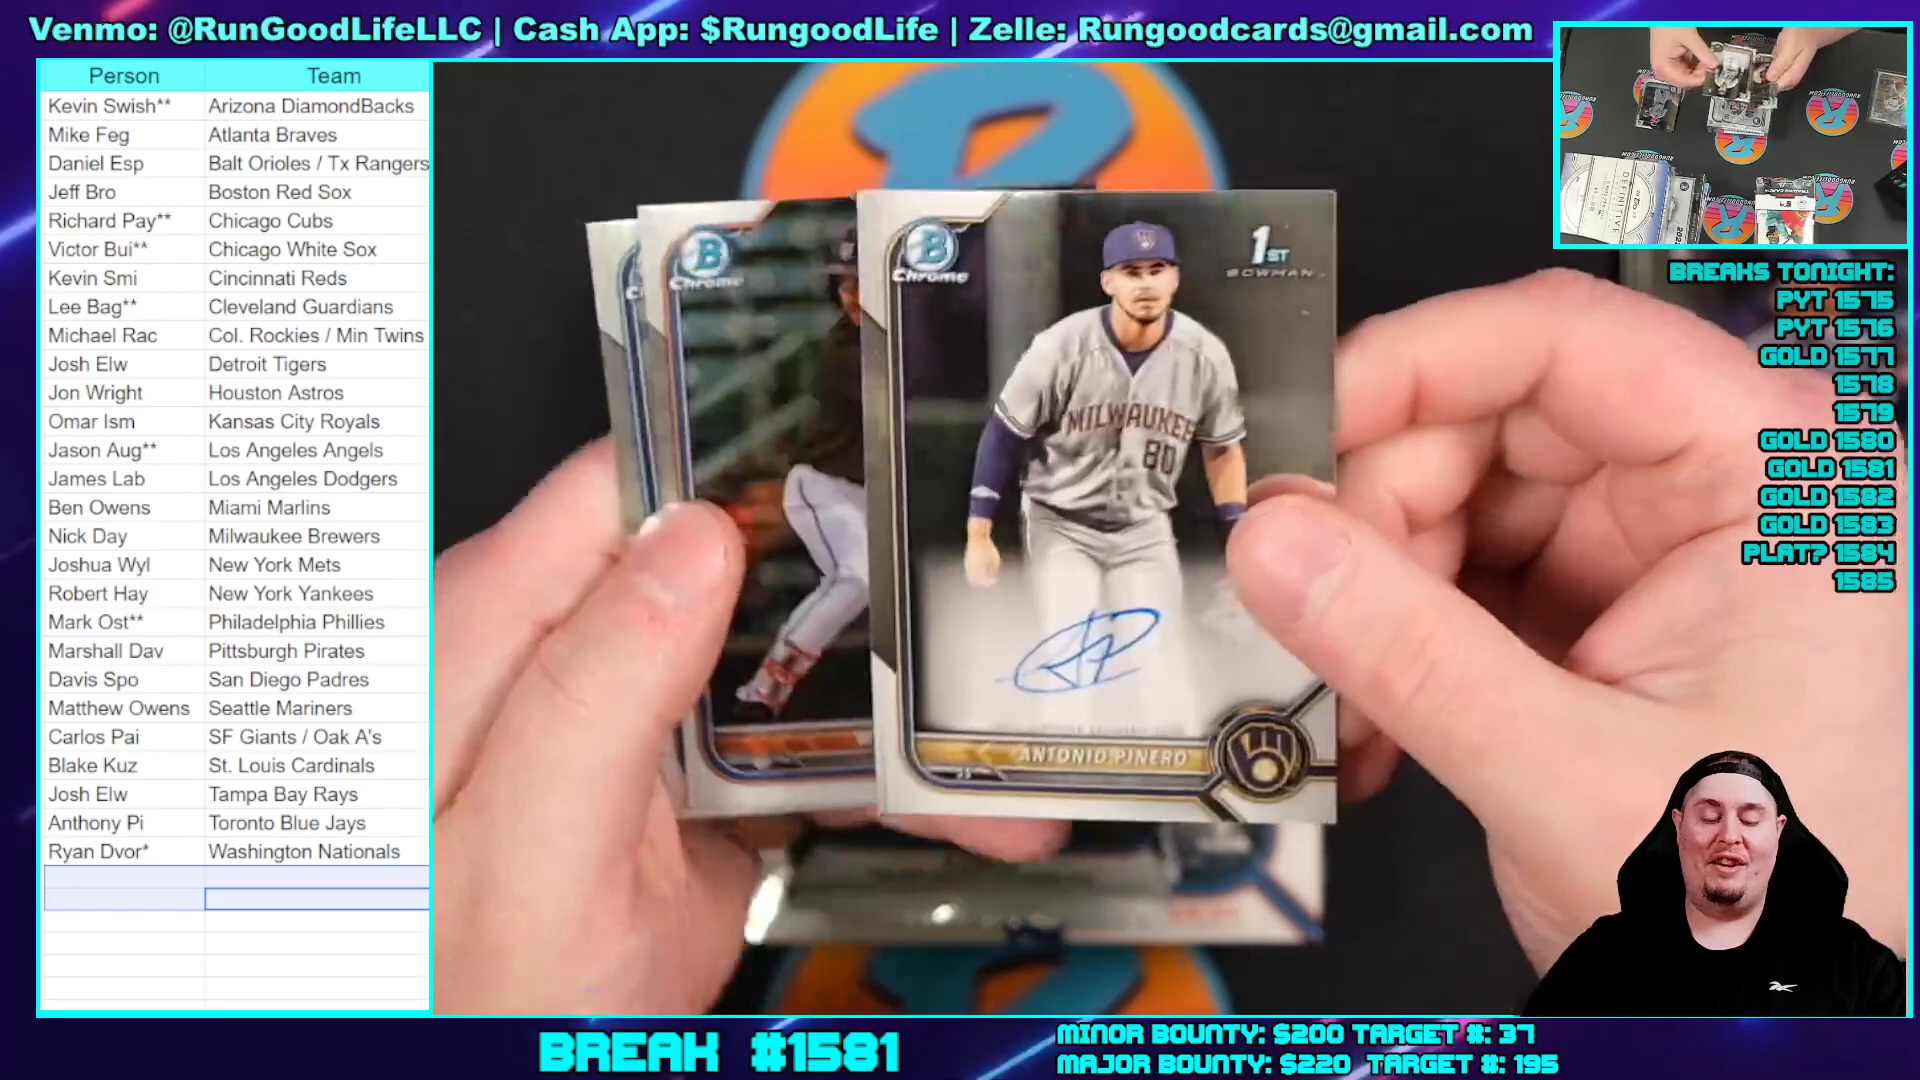 Venmo: @RunGoodLifeLLC | Cash App: $RungoodLife | Zelle: Rungoodcards@gmail.com
Person Team
Kevin Swish** Arizona DiamondBacks
Mike Feg Atlanta Braves
Daniel Esp Balt Orioles / Tx Rangers
Jeff Bro Boston Red Sox
Richard Pay** Chicago Cubs
Victor Bui** Chicago White Sox
Kevin Smi Cincinnati Reds
Lee Bag** Cleveland Guardians
Michael Rac Col. Rockies / Min Twins
Josh Elw Detroit Tigers
Jon Wright Houston Astros
Omar Ism Kansas City Royals
Jason Aug** Los Angeles Angels
James Lab Los Angeles Dodgers
Ben Owens Miami Marlins
Nick Day Milwaukee Brewers
Joshua Wyl New York Mets
Robert Hay New York Yankees
Mark Ost** Philadelphia Phillies
Marshall Dav Pittsburgh Pirates
Davis Spo San Diego Padres
Matthew Owens Seattle Mariners
Carlos Pai SF Giants / Oak A's
Blake Kuz St. Louis Cardinals
Josh Elw Tampa Bay Rays
Anthony Pi Toronto Blue Jays
Ryan Dvor* Washington Nationals
B
Chrome
B
Chrome
1ST
BOWMAN
MILWAUKEE
80
ANTONIO PINERO
SS
DEFINITIVE
BREAKS TONIGHT:
PYT 1575
PYT 1576
GOLD 1577
1578
1579
GOLD 1580
GOLD 1581
GOLD 1582
GOLD 1583
PLAT? 1584
1585
BREAK #1581
MINOR BOUNTY: $200 TARGET #: 37
MAJOR BOUNTY: $220 TARGET #: 195